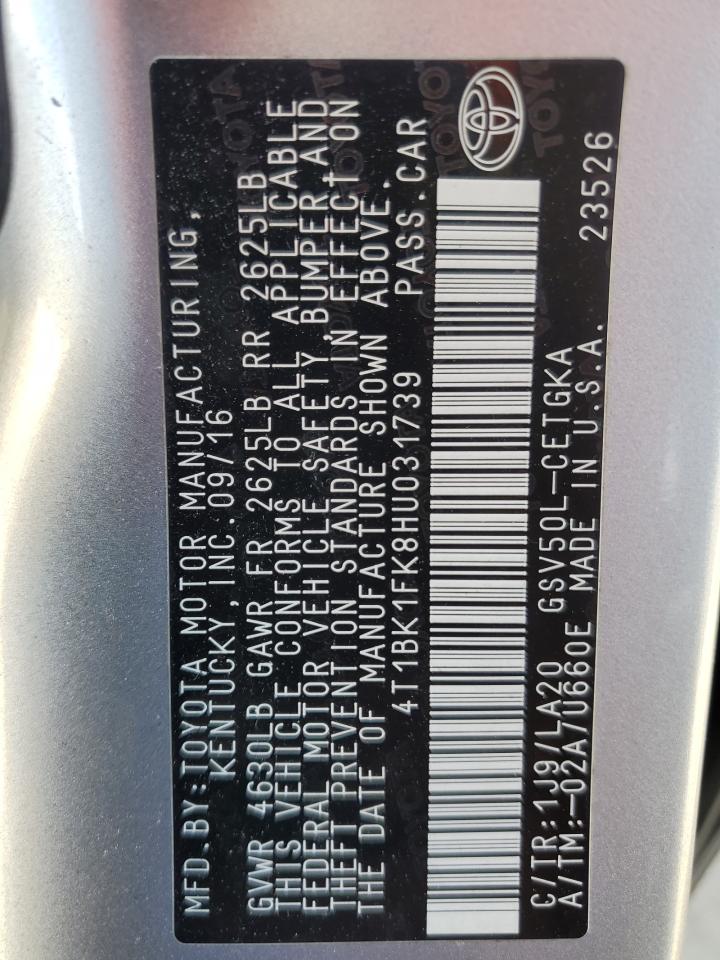 MFD.BY:TOYOTA MOTOR MANUFACTURING,
KENTUCKY, INC.09/16
GVWR 4630LB GAWR FR 2625LB RR 2625LB
THIS VEHICLE CONFORMS TO ALL APPLICABLE
FEDERAL MOTOR VEHICLE SAFETY, BUMPER, AND
THEFT PREVENTION STANDARDS IN EFFECT ON
THE DATE OF MANUFACTURE SHOWN ABOVE.
4T1BK1FK8HU031739 PASS.CAR
C/TR:1J9/LA20 GSV50L-CETGKA
A/TM:-02A/U660E MADE IN U.S.A. 23526